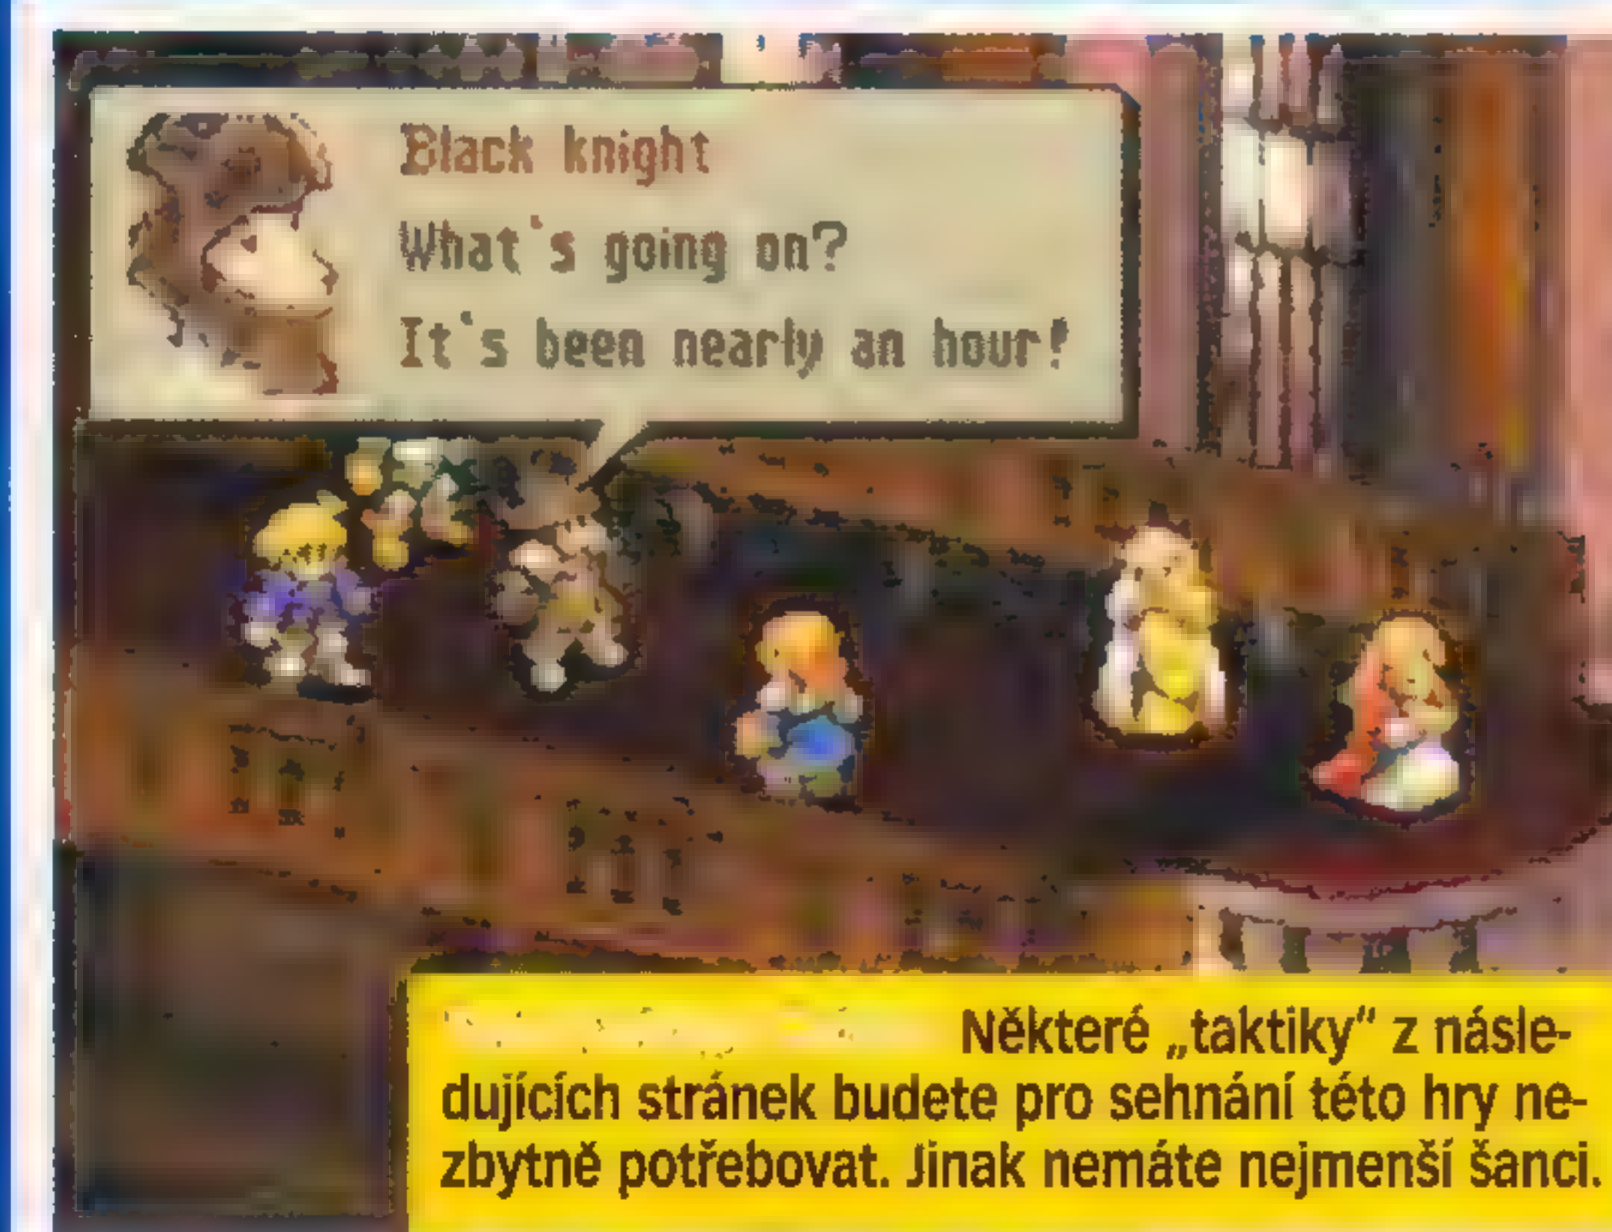 Black knight
What's going on?
It's been nearly an hour!
Některé „taktiky“ z násle-
dujících stránek budete pro sehnání této hry ne-
zbytně potřebovat. Jinak nemáte nejmenší šanci.